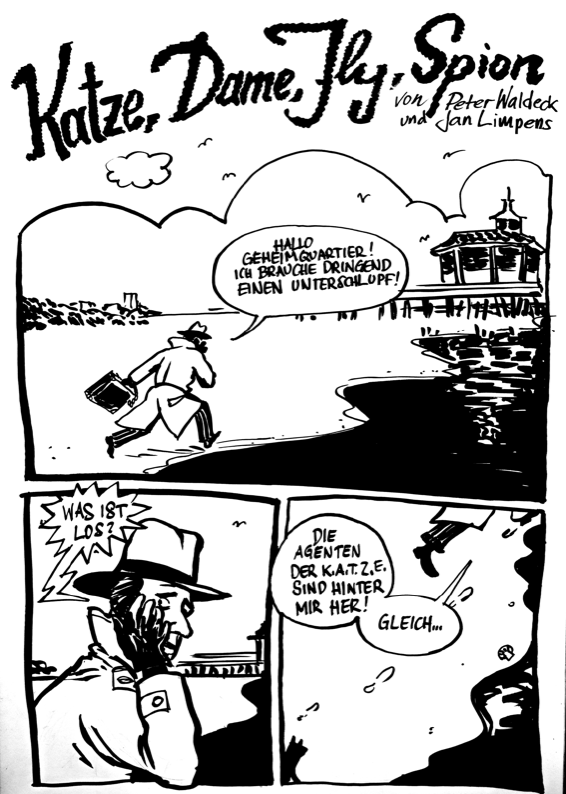 Katze, Dame, Fly, Spion
von Peter Waldeck
und Jan Limpens
HALLO
GEHEIMQUARTIER!
ICH BRAUCHE DRINGEND
EINEN UNTERSCHLUPF!
WAS IST
LOS?
DIE
AGENTEN
DER K.A.T.Z.E.
SIND HINTER
MIR HER!
GLEICH...